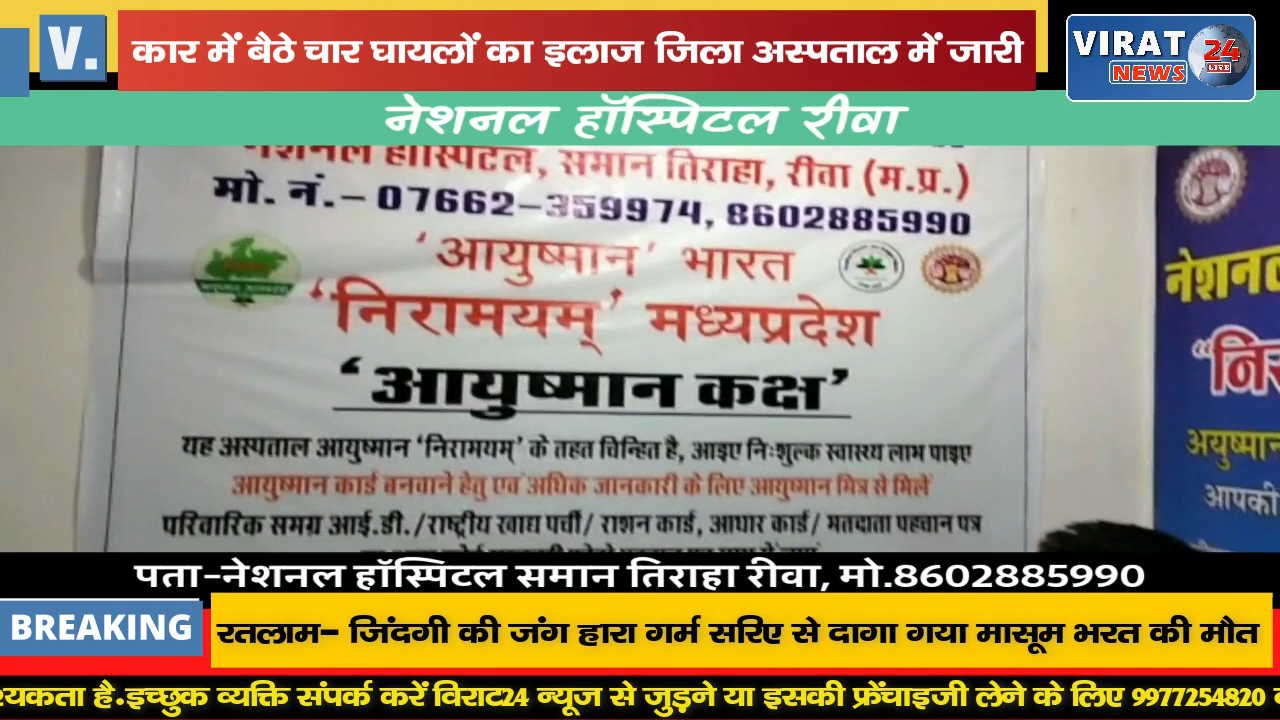 V.
कार में बैठे चार घायलों का इलाज जिला अस्पताल में जारी
VIRAT 24
NEWS LIVE
नेशनल हॉस्पिटल रीवा
नेशनल हॉस्पिटल, समान तिराहा, रीवा (म.प्र.)
मो. नं.– 07662–359974, 8602885990
‘आयुष्मान’ भारत
‘निरामयम्’ मध्यप्रदेश
‘आयुष्मान कक्ष’
यह अस्पताल आयुष्मान ‘निरामयम्’ के तहत चिन्हित है, आइए निःशुल्क स्वास्थ्य लाभ पाइए
आयुष्मान कार्ड बनवाने हेतु एवं अधिक जानकारी के लिए आयुष्मान मित्र से मिलें
परिवारिक समग्र आई.डी./राष्ट्रीय खाद्य पर्ची/ राशन कार्ड, आधार कार्ड/ मतदाता पहचान पत्र
नेशनल
“निर
अयुष्मान
आपकी
पता-नेशनल हॉस्पिटल समान तिराहा रीवा, मो.8602885990
BREAKING
रतलाम- जिंदगी की जंग हारा गर्म सरिए से दागा गया मासूम भरत की मौत
श्यकता है.इच्छुक व्यक्ति संपर्क करें विराट24 न्यूज से जुड़ने या इसकी फ्रेंचाइजी लेने के लिए 9977254820